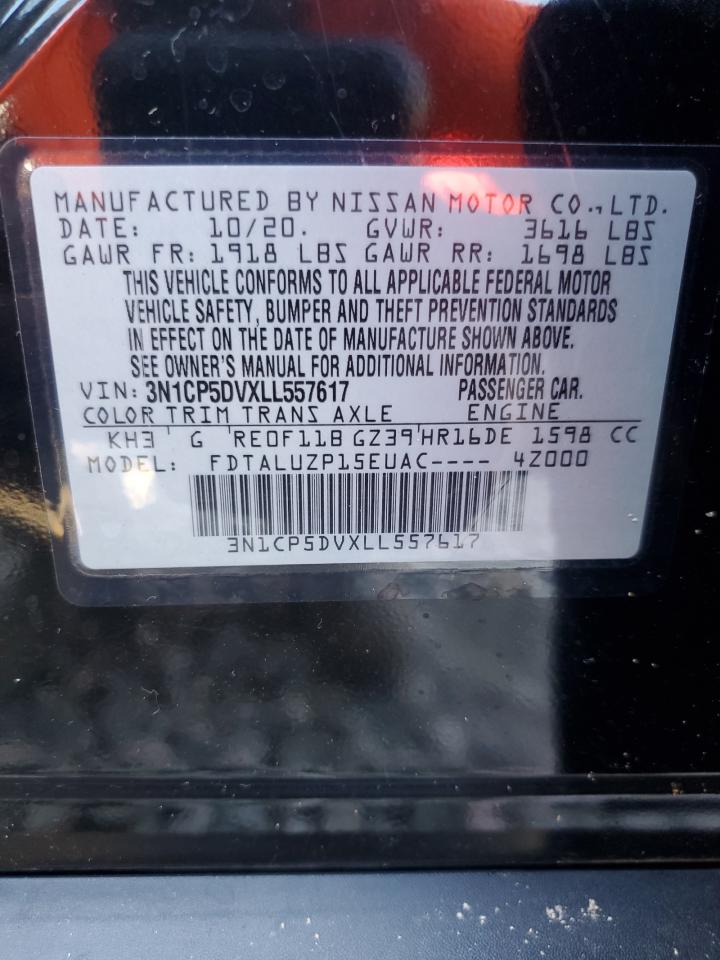 MANUFACTURED BY NISSAN MOTOR CO., LTD.
DATE: 10/20. GVWR: 3616 LBS
GAWR FR: 1918 LBS GAWR RR: 1698 LBS
THIS VEHICLE CONFORMS TO ALL APPLICABLE FEDERAL MOTOR
VEHICLE SAFETY, BUMPER AND THEFT PREVENTION STANDARDS
IN EFFECT ON THE DATE OF MANUFACTURE SHOWN ABOVE.
SEE OWNER'S MANUAL FOR ADDITIONAL INFORMATION.
VIN: 3N1CP5DVXLL557617 PASSENGER CAR.
COLOR TRIM TRANS AXLE ENGINE
KH3 G RE0F11B GZ39 HR16DE 1598 CC
MODEL: FDTALUZP15EUAC---- 4Z000
3N1CP5DVXLL557617